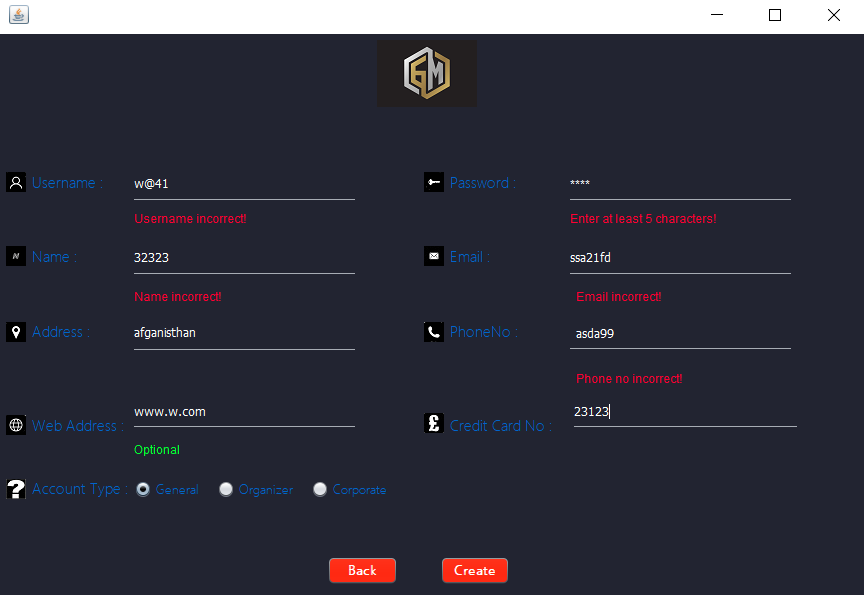 GM
Username : w@41
Password : ****
Username incorrect!
Enter at least 5 characters!
N Name : 32323
Email : ssa21fd
Name incorrect!
Email incorrect!
Address : afganisthan
PhoneNo : asda99
Phone no incorrect!
Web Address : www.w.com
£ Credit Card No : 23123
Optional
? Account Type : General Organizer Corporate
Back Create